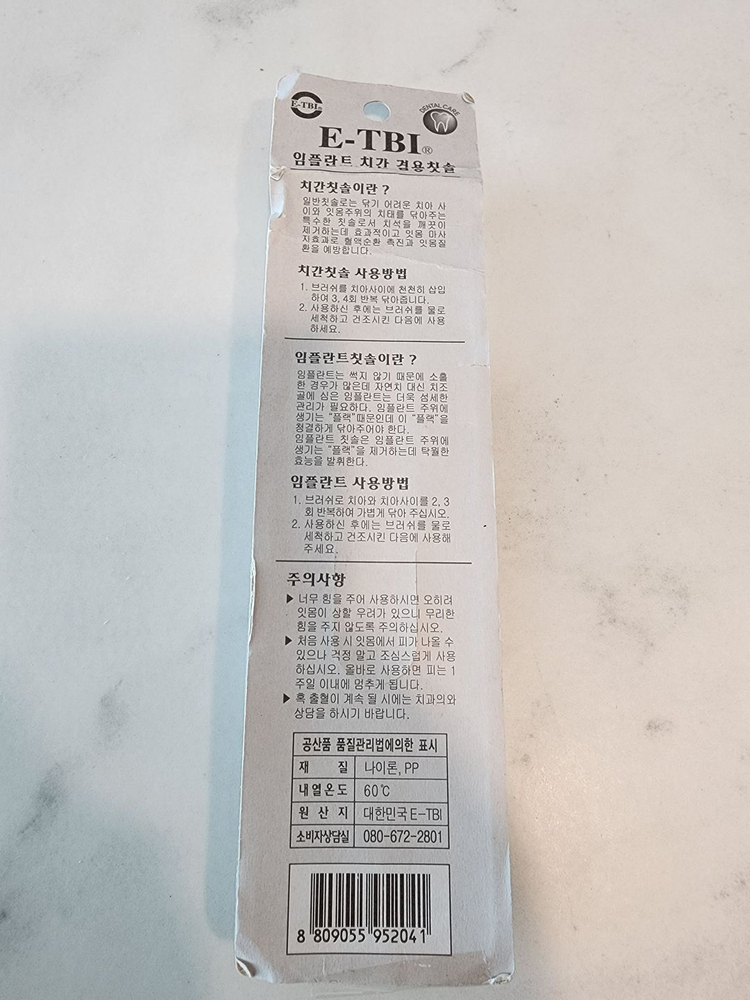 E-TBI®
DENTAL CARE
E-TBI®
임플란트 치간 겸용칫솔
치간칫솔이란 ?
일반칫솔로는 닦기 어려운 치아 사
이와 잇몸주위의 치태를 닦아주는
특수한 칫솔로서 치석을 깨끗이
제거하는데 효과적이고 잇몸 마사
지효과로 혈액순환 촉진과 잇몸질
환을 예방합니다.
치간칫솔 사용방법
1. 브러쉬를 치아사이에 천천히 삽입
하여 3, 4회 반복 닦아줍니다.
2. 사용하신 후에는 브러쉬를 물로
세척하고 건조시킨 다음에 사용
하세요.
임플란트칫솔이란 ?
임플란트는 썩지 않기 때문에 소홀
한 경우가 많은데 자연치 대신 치조
골에 심은 임플란트는 더욱 섬세한
관리가 필요하다. 임플란트 주위에
생기는 "플랙"때문인데 이 "플랙"을
청결하게 닦아주어야 한다.
임플란트 칫솔은 임플란트 주위에
생기는 "플랙"을 제거하는데 탁월한
효능을 발휘한다.
임플란트 사용방법
1. 브러쉬로 치아와 치아사이를 2, 3
회 반복하여 가볍게 닦아 주십시오.
2. 사용하신 후에는 브러쉬를 물로
세척하고 건조시킨 다음에 사용해
주세요.
주의사항
▶ 너무 힘을 주어 사용하시면 오히려
잇몸이 상할 우려가 있으니 무리한
힘을 주지 않도록 주의하십시오.
▶ 처음 사용 시 잇몸에서 피가 나올 수
있으나 걱정 말고 조심스럽게 사용
하십시오. 올바로 사용하면 피는 1
주일 이내에 멈추게 됩니다.
▶ 혹 출혈이 계속 될 시에는 치과의와
상담을 하시기 바랍니다.
공산품 품질관리법에의한 표시
재 질 나이론, PP
내열온도 60℃
원 산 지 대한민국 E-TBI
소비자상담실 080-672-2801
8 809055 952041